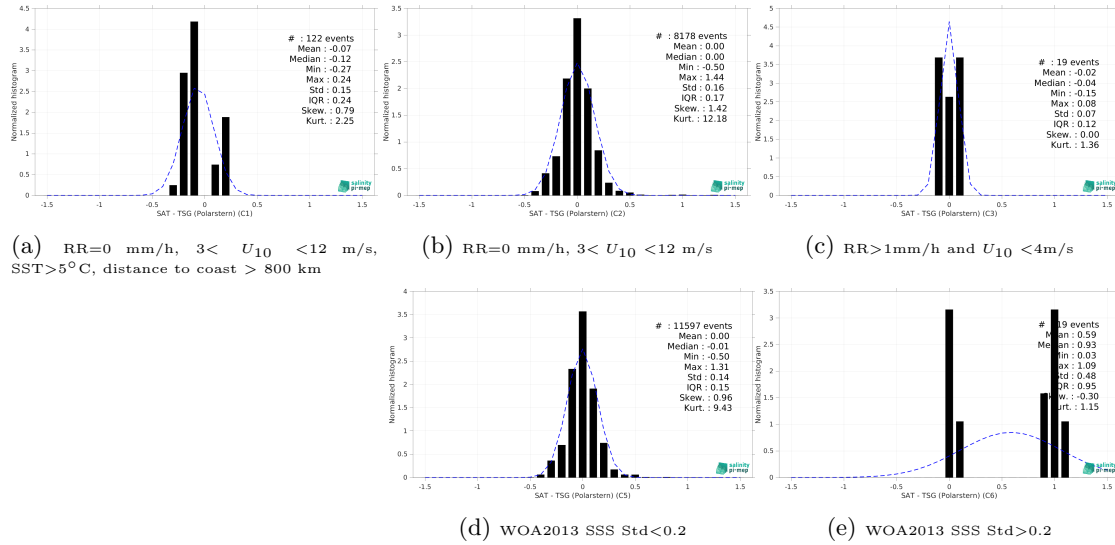 4.5
4
3.5
3
2.5
2
1.5
1
0.5
0
Normalized histogram
# : 122 events
Mean : -0.07
Median : -0.12
Min : -0.27
Max : 0.24
Std : 0.15
IQR : 0.24
Skew. : 0.79
Kurt. : 2.25
salinity
pi-mep
-1.5 -1 -0.5 0 0.5 1 1.5
SAT - TSG (Polarstern) (C1)
(a) RR=0 mm/h, 3< U10 <12 m/s,
SST>5°C, distance to coast > 800 km
3.5
3
2.5
2
1.5
1
0.5
0
Normalized histogram
# : 8178 events
Mean : 0.00
Median : 0.00
Min : -0.50
Max : 1.44
Std : 0.16
IQR : 0.17
Skew. : 1.42
Kurt. : 12.18
salinity
pi-mep
-1.5 -1 -0.5 0 0.5 1 1.5
SAT - TSG (Polarstern) (C2)
(b) RR=0 mm/h, 3< U10 <12 m/s
5
4.5
4
3.5
3
2.5
2
1.5
1
0.5
0
Normalized histogram
# : 19 events
Mean : -0.02
Median : -0.04
Min : -0.15
Max : 0.08
Std : 0.07
IQR : 0.12
Skew. : 0.00
Kurt. : 1.36
salinity
pi-mep
-1.5 -1 -0.5 0 0.5 1 1.5
SAT - TSG (Polarstern) (C3)
(c) RR>1mm/h and U10 <4m/s
4
3.5
3
2.5
2
1.5
1
0.5
0
Normalized histogram
# : 11597 events
Mean : 0.00
Median : -0.01
Min : -0.50
Max : 1.31
Std : 0.14
IQR : 0.15
Skew. : 0.96
Kurt. : 9.43
salinity
pi-mep
-1.5 -1 -0.5 0 0.5 1 1.5
SAT - TSG (Polarstern) (C5)
(d) WOA2013 SSS Std<0.2
3.5
3
2.5
2
1.5
1
0.5
0
Normalized histogram
# 19 events
: 0.59
: 0.93
: 0.03
: 1.09
: 0.48
: 0.95
: -0.30
: 1.15
salinity
pi-mep
-1.5 -1 -0.5 0 0.5 1 1.5
SAT - TSG (Polarstern) (C6)
(e) WOA2013 SSS Std>0.2